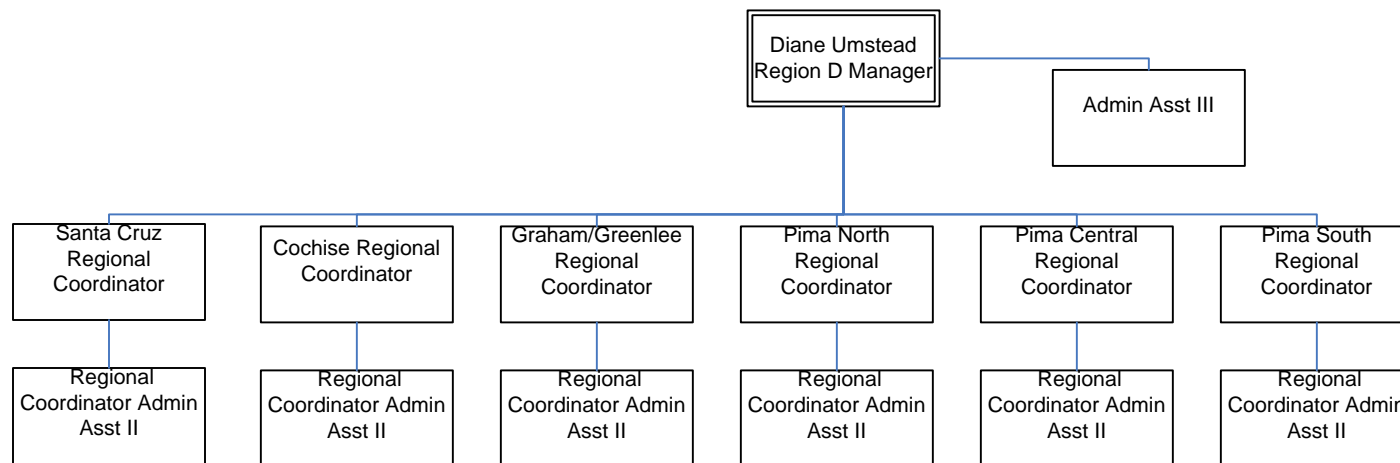 Diane Umstead
Region D Manager
Admin Asst III
Santa Cruz
Regional
Coordinator
Cochise Regional
Coordinator
Graham/Greenlee
Regional
Coordinator
Pima North
Regional
Coordinator
Pima Central
Regional
Coordinator
Pima South
Regional
Coordinator
Regional
Coordinator Admin
Asst II
Regional
Coordinator Admin
Asst II
Regional
Coordinator Admin
Asst II
Regional
Coordinator Admin
Asst II
Regional
Coordinator Admin
Asst II
Regional
Coordinator Admin
Asst II